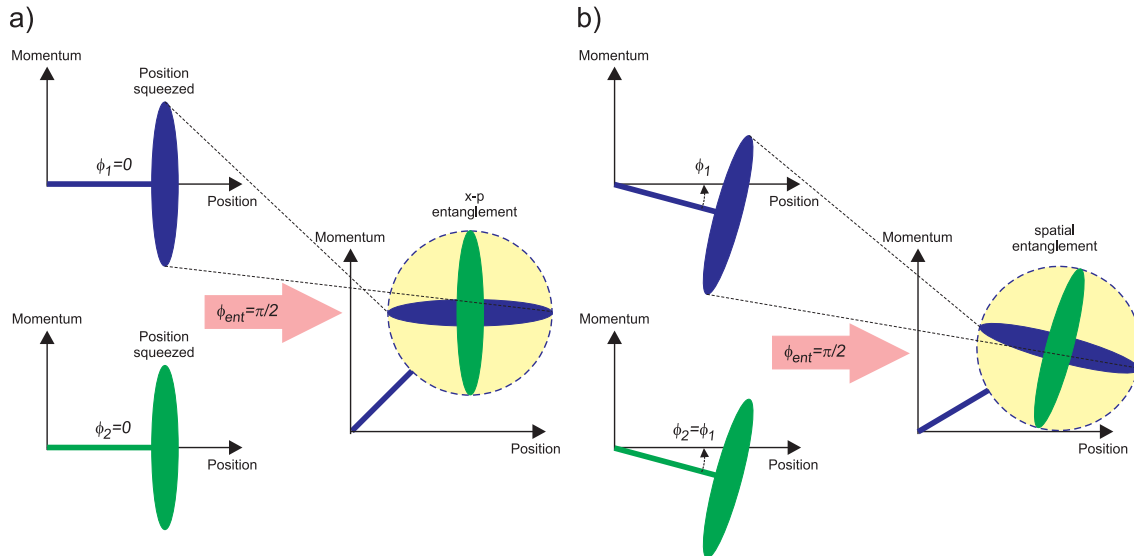 a)
Momentum
Position
squeezed
ϕ₁=0
Position
x-p
entanglement
Momentum
ϕₑₙₜ=π/2
Momentum
Position
squeezed
ϕ₂=0
Position
Position
b)
Momentum
ϕ₁
Position
spatial
entanglement
Momentum
ϕₑₙₜ=π/2
Momentum
ϕ₂=ϕ₁
Position
Position